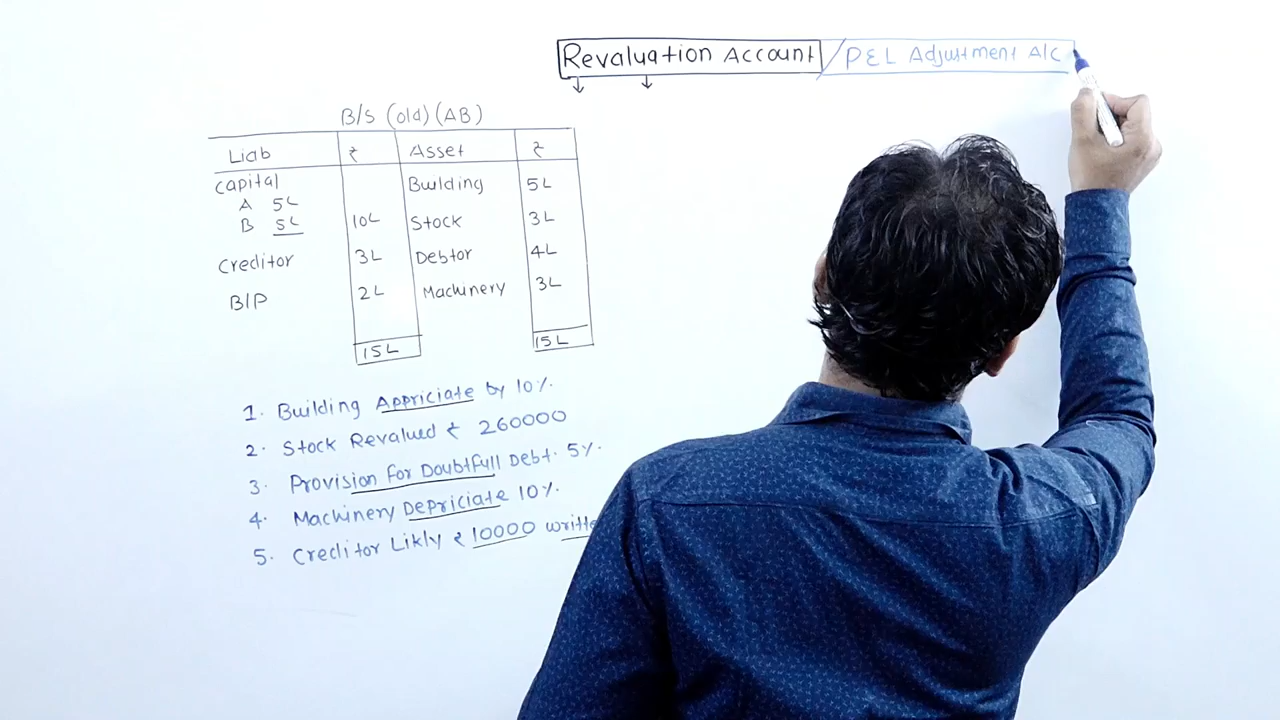 Revaluation Account / P&L Adjustment A/c
B/S (old) (AB)
Liab ₹ Asset ₹
Capital Building 5L
A 5L
B 5L 10L Stock 3L
Creditor 3L Debtor 4L
B/P 2L Machinery 3L
15L 15L
1. Building Appriciate by 10%.
2. Stock Revalued ₹ 260000
3. Provision for Doubtfull Debt. 5%.
4. Machinery Depriciate 10%.
5. Creditor Likly ₹ 10000